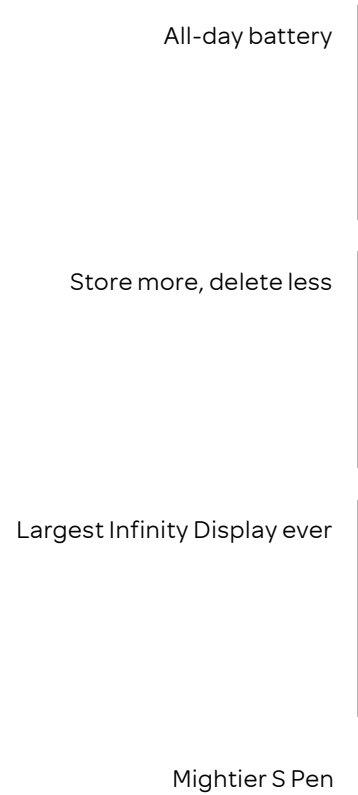 All-day battery
Store more, delete less
Largest Infinity Display ever
Mightier S Pen